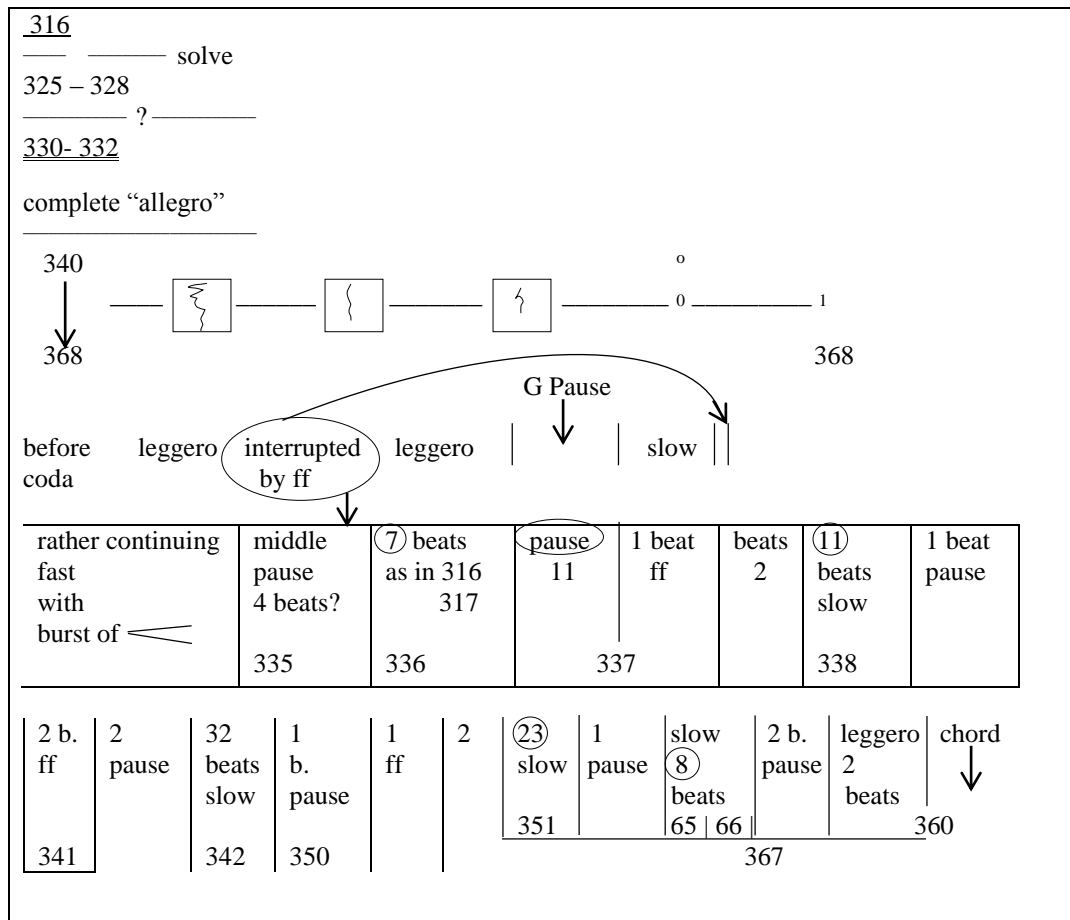 316
solve
325 – 328
?
330- 332
complete “allegro”
340
o
0 1
368 368
G Pause
before leggero interrupted leggero slow
coda by ff
rather continuing middle 7 beats pause 1 beat beats 11 1 beat
fast pause as in 316 11 ff 2 beats pause
with 4 beats? 317 slow
burst of
335 336 337 338
2 b. 2 32 1 1 2 23 1 slow 2 b. leggero chord
ff pause beats b. ff slow pause 8 pause 2
slow pause beats beats
351 65 66 360
341 342 350 367